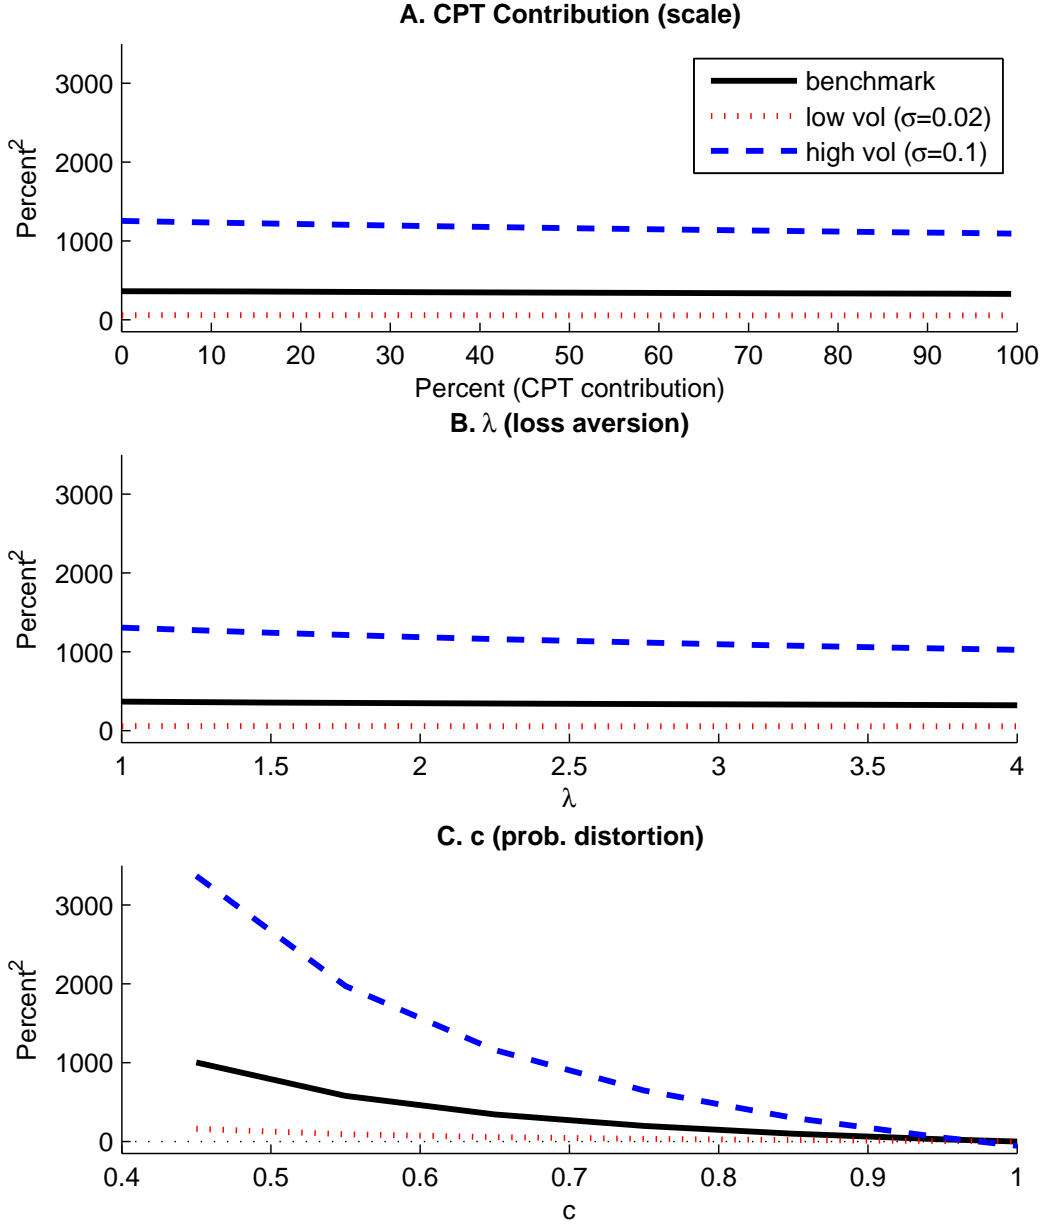 A. CPT Contribution (scale)
3000
2000
1000
0
Percent²
benchmark
low vol (σ=0.02)
high vol (σ=0.1)
0 10 20 30 40 50 60 70 80 90 100
Percent (CPT contribution)
B. λ (loss aversion)
3000
2000
1000
0
Percent²
1 1.5 2 2.5 3 3.5 4
λ
C. c (prob. distortion)
3000
2000
1000
0
Percent²
0.4 0.5 0.6 0.7 0.8 0.9 1
c